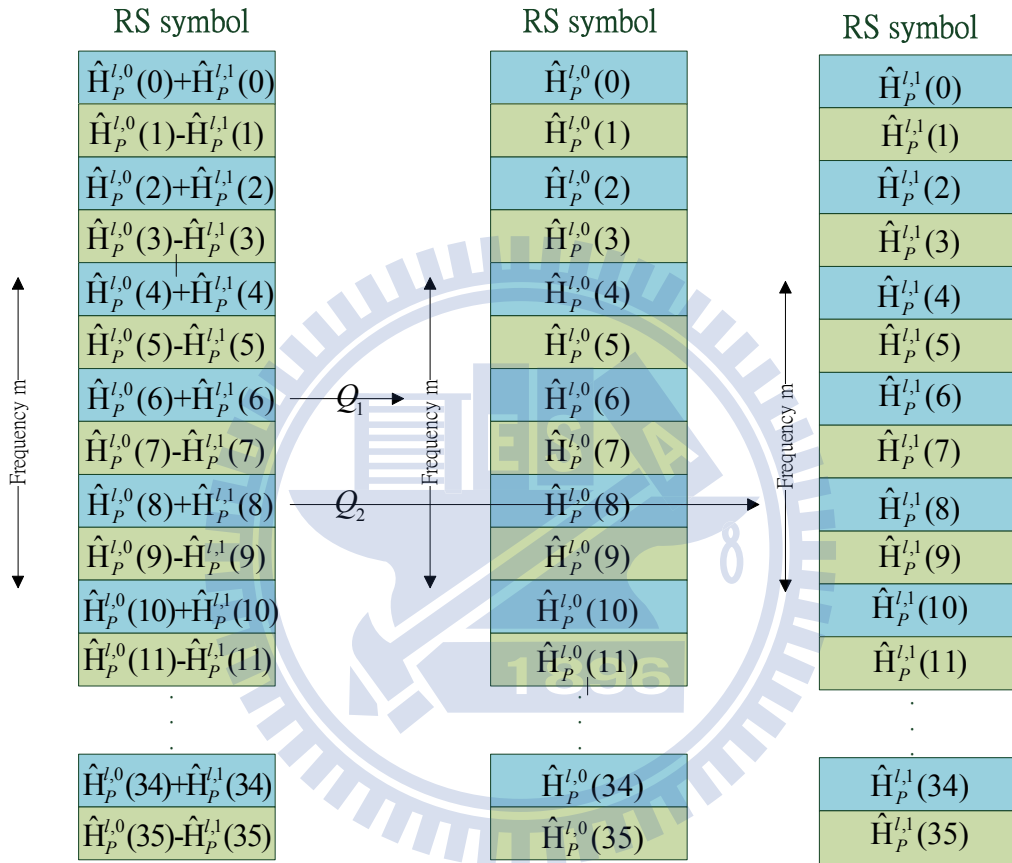 RS symbol
Ĥ_P^{l,0}(0)+Ĥ_P^{l,1}(0)
Ĥ_P^{l,0}(1)-Ĥ_P^{l,1}(1)
Ĥ_P^{l,0}(2)+Ĥ_P^{l,1}(2)
Ĥ_P^{l,0}(3)-Ĥ_P^{l,1}(3)
Ĥ_P^{l,0}(4)+Ĥ_P^{l,1}(4)
Ĥ_P^{l,0}(5)-Ĥ_P^{l,1}(5)
Ĥ_P^{l,0}(6)+Ĥ_P^{l,1}(6)
Ĥ_P^{l,0}(7)-Ĥ_P^{l,1}(7)
Ĥ_P^{l,0}(8)+Ĥ_P^{l,1}(8)
Ĥ_P^{l,0}(9)-Ĥ_P^{l,1}(9)
Ĥ_P^{l,0}(10)+Ĥ_P^{l,1}(10)
Ĥ_P^{l,0}(11)-Ĥ_P^{l,1}(11)
Ĥ_P^{l,0}(34)+Ĥ_P^{l,1}(34)
Ĥ_P^{l,0}(35)-Ĥ_P^{l,1}(35)
Frequency m
Q_1
Q_2
RS symbol
Ĥ_P^{l,0}(0)
Ĥ_P^{l,0}(1)
Ĥ_P^{l,0}(2)
Ĥ_P^{l,0}(3)
Ĥ_P^{l,0}(4)
Ĥ_P^{l,0}(5)
Ĥ_P^{l,0}(6)
Ĥ_P^{l,0}(7)
Ĥ_P^{l,0}(8)
Ĥ_P^{l,0}(9)
Ĥ_P^{l,0}(10)
Ĥ_P^{l,0}(11)
Ĥ_P^{l,0}(34)
Ĥ_P^{l,0}(35)
Frequency m
RS symbol
Ĥ_P^{l,1}(0)
Ĥ_P^{l,1}(1)
Ĥ_P^{l,1}(2)
Ĥ_P^{l,1}(3)
Ĥ_P^{l,1}(4)
Ĥ_P^{l,1}(5)
Ĥ_P^{l,1}(6)
Ĥ_P^{l,1}(7)
Ĥ_P^{l,1}(8)
Ĥ_P^{l,1}(9)
Ĥ_P^{l,1}(10)
Ĥ_P^{l,1}(11)
Ĥ_P^{l,1}(34)
Ĥ_P^{l,1}(35)
Frequency m
E S A
1896